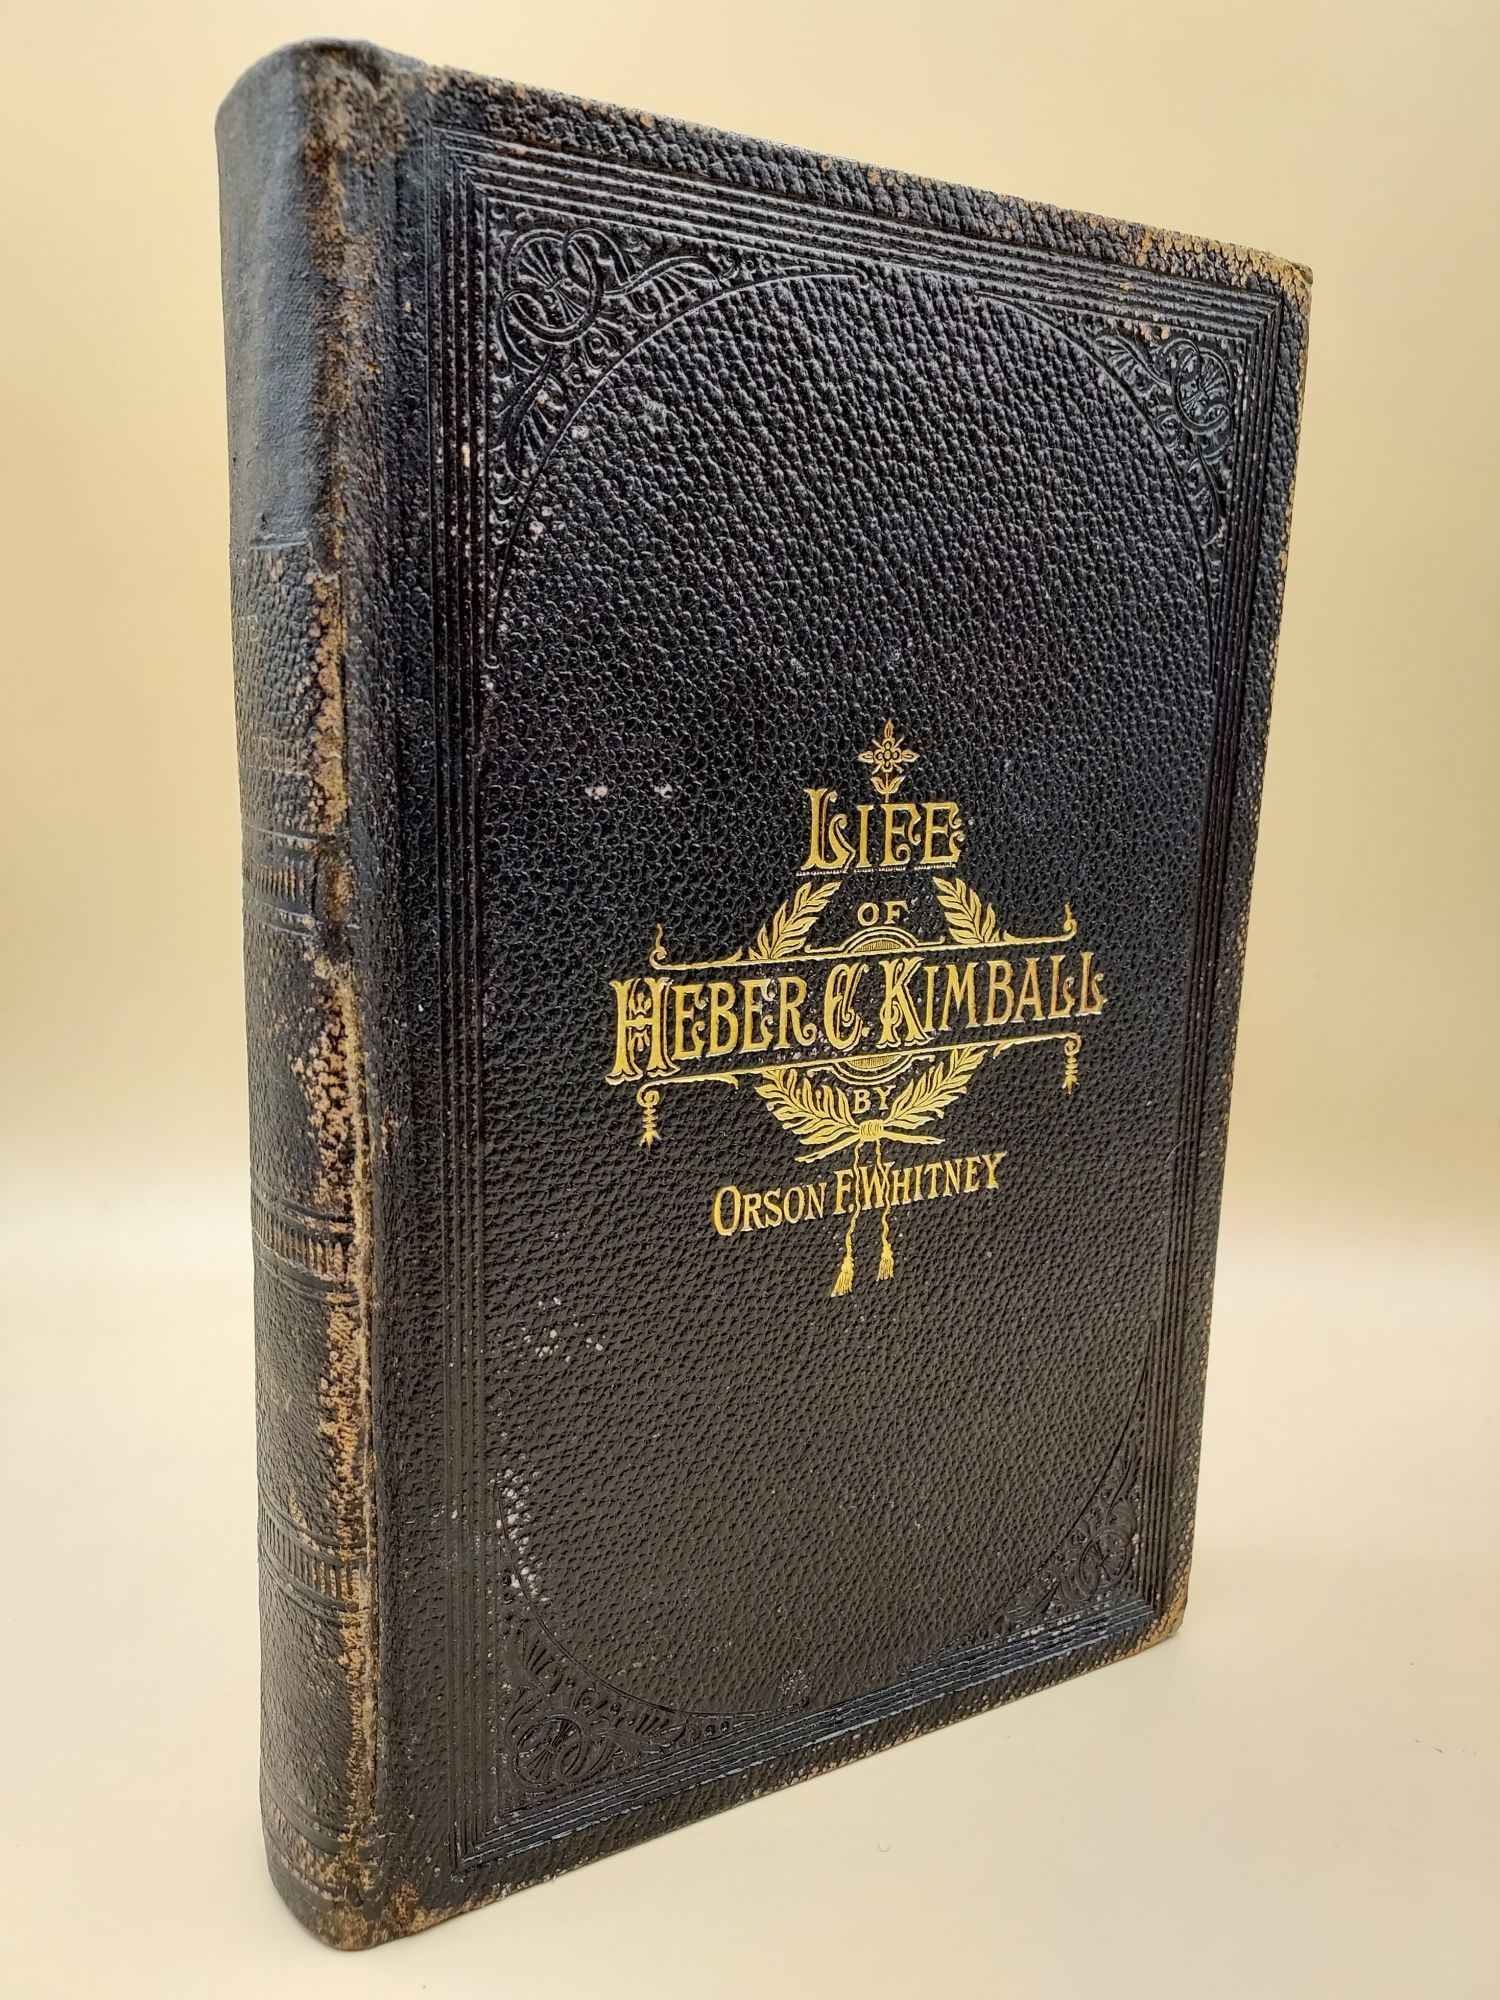 LIFE
OF
HEBER C. KIMBALL
BY
ORSON F. WHITNEY